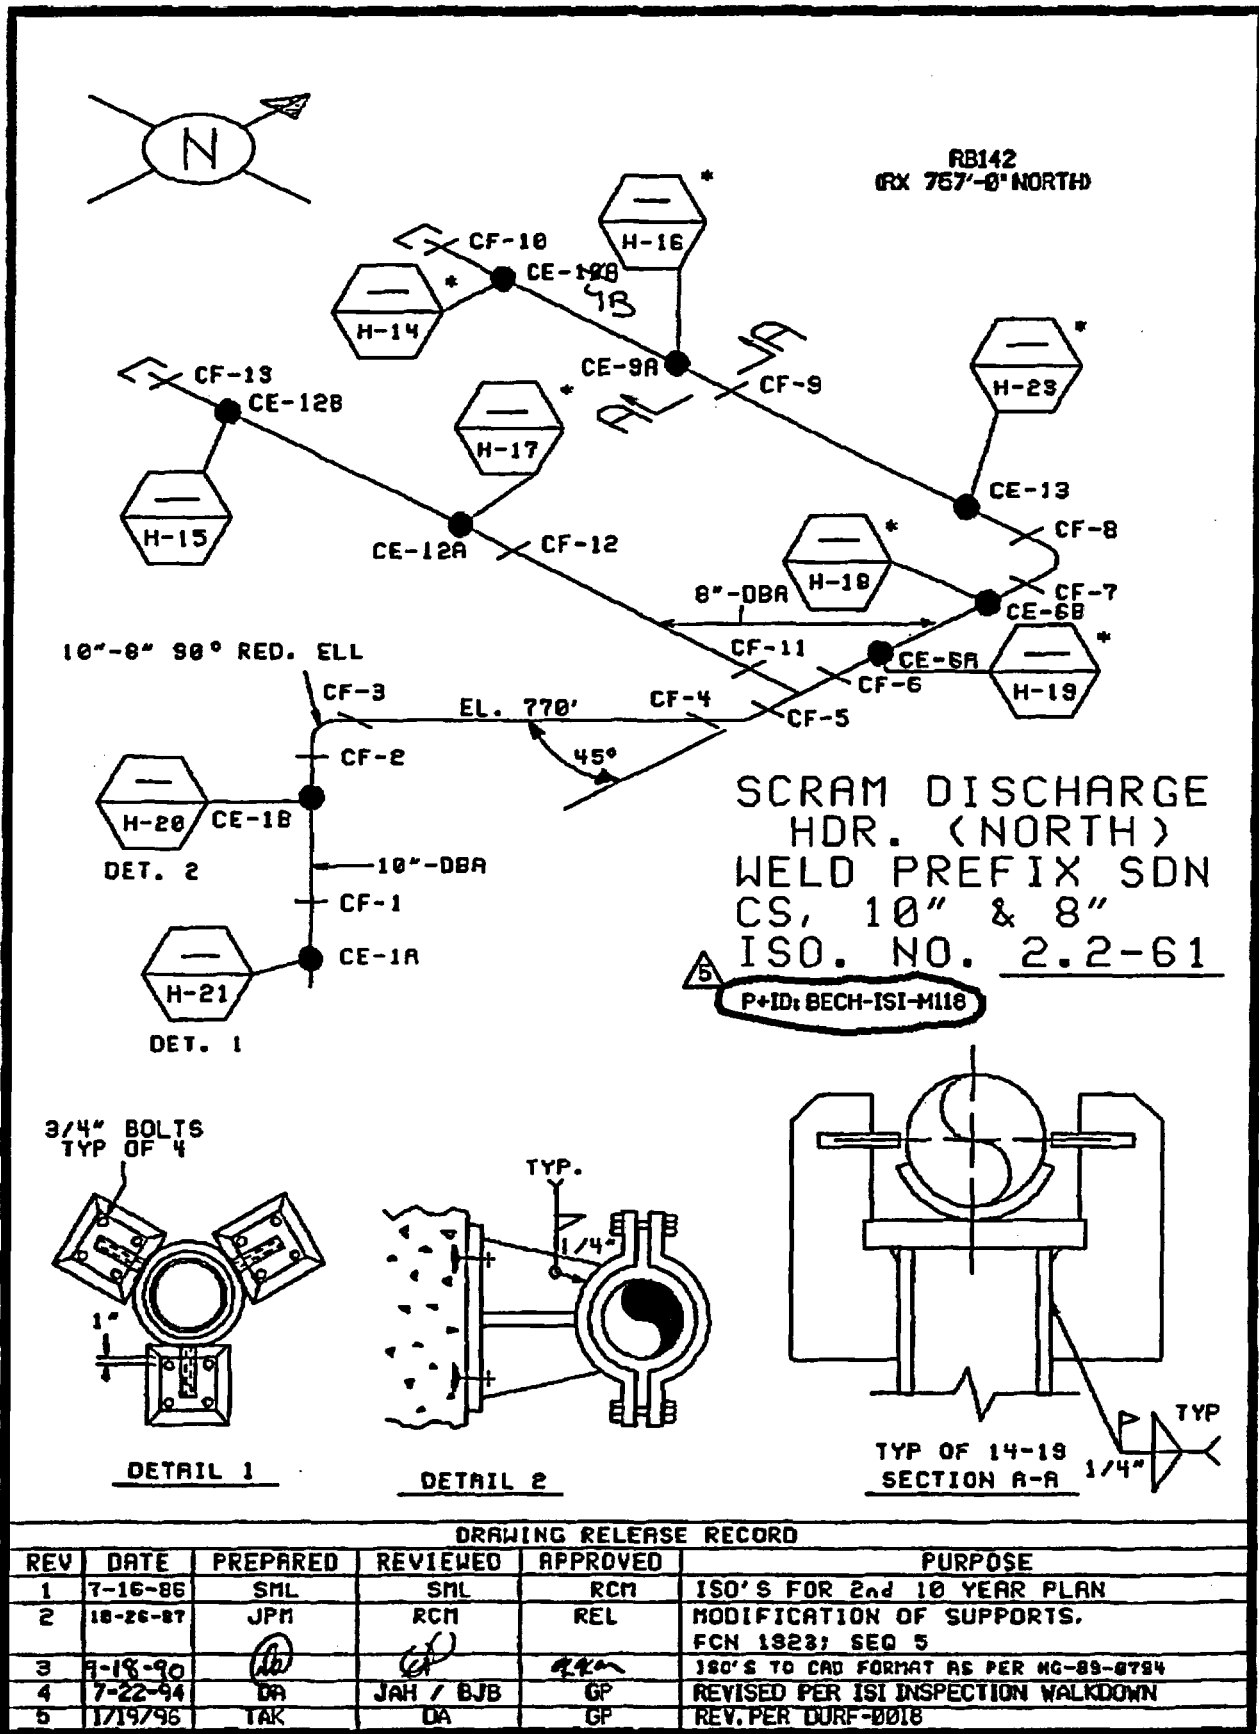 N
RB142
(RX 757'-0" NORTH)
*
H-16
CF-10
CE-10B
9B
*
H-14
CE-9A
CF-9
A
A
*
H-23
CF-13
CE-12B
*
H-17
CE-13
H-15
CE-12A
CF-12
CF-8
*
H-18
8"-DBA
CF-7
CE-6B
10"-8" 90° RED. ELL
CF-11
CE-6A
*
CF-3
CF-4
CF-6
H-19
EL. 770'
CF-5
CF-2
45°
H-20
CE-1B
DET. 2
10"-DBA
CF-1
CE-1A
H-21
DET. 1
SCRAM DISCHARGE
HDR. (NORTH)
WELD PREFIX SDN
CS, 10" & 8"
ISO. NO. 2.2-61
5
P+ID: BECH-ISI-M118
3/4" BOLTS
TYP OF 4
1"
DETAIL 1
TYP.
1/4"
DETAIL 2
TYP
1/4"
TYP OF 14-19
SECTION A-A
DRAWING RELEASE RECORD
REV DATE PREPARED REVIEWED APPROVED PURPOSE
1 7-16-86 SML SML RCM ISO'S FOR 2nd 10 YEAR PLAN
2 10-26-87 JPM RCM REL MODIFICATION OF SUPPORTS.
FCN 1923; SEQ 5
3 9-18-90 ISO'S TO CAD FORMAT AS PER
4 7-22-94 DA JAH / BJB GP REVISED PER ISI INSPECTION WALKDOWN
5 1/19/96 TAK DA GP REV. PER DURF-0018